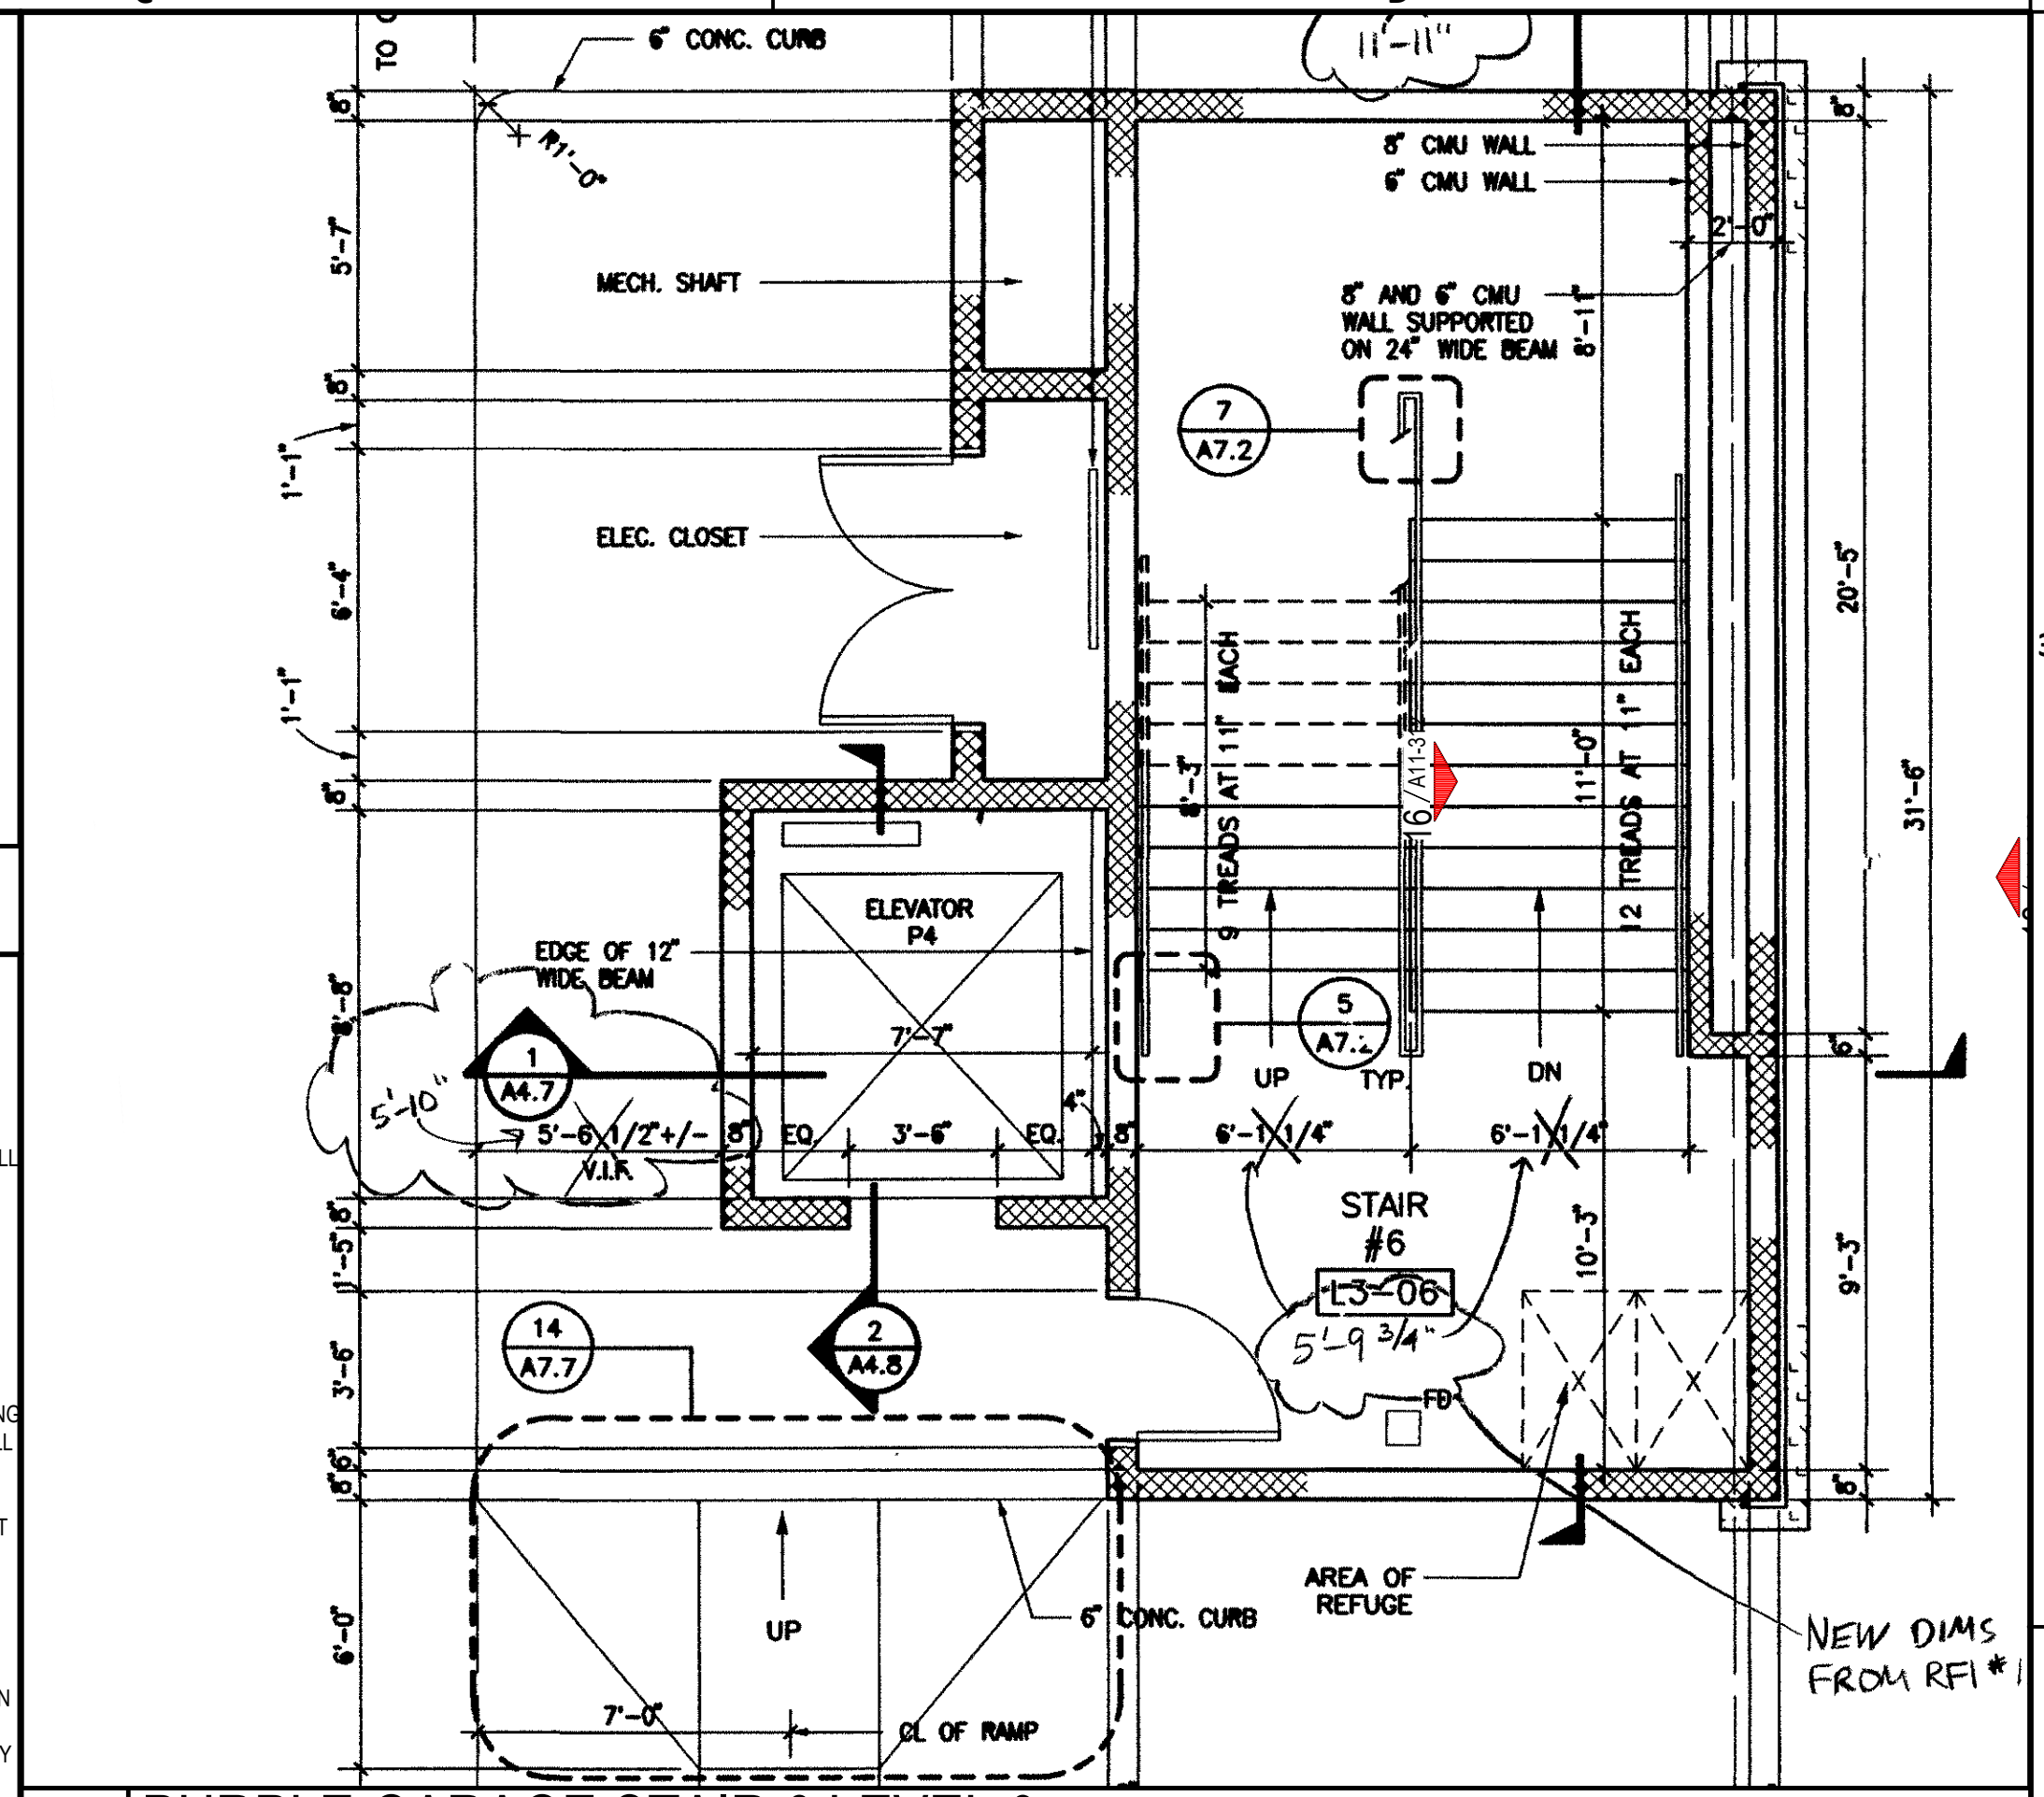 TO
6" CONC. CURB
11'-11"
8"
R1'-0"
8" CMU WALL
6" CMU WALL
8"
2'-0"
5'-7"
MECH. SHAFT
8" AND 6" CMU
WALL SUPPORTED
ON 24" WIDE BEAM
8'-11"
8"
7
A7.2
1'-1"
ELEC. CLOSET
6'-4"
20'-5"
1'-1"
9 TREADS AT 11" EACH
8'-3"
16/A11-3
11'-0"
12 TREADS AT 11" EACH
31'-6"
8"
ELEVATOR
P4
EDGE OF 12"
WIDE BEAM
8'-8"
7'-7"
1
A4.7
5
A7.2
6"
UP
TYP.
DN
5'-10"
4"
5'-6 1/2"+/-
V.I.F.
8"
EQ.
3'-6"
EQ.
8"
6'-1 1/4"
6'-1 1/4"
8"
STAIR
#6
L3-06
5'-9 3/4"
10'-3"
9'-3"
1'-5"
14
A7.7
2
A4.8
3'-6"
FD
6"
8"
8"
AREA OF
REFUGE
6" CONC. CURB
UP
6'-0"
NEW DIMS
FROM RFI #1
7'-0"
CL OF RAMP
LL
NG
LL
T
N
Y